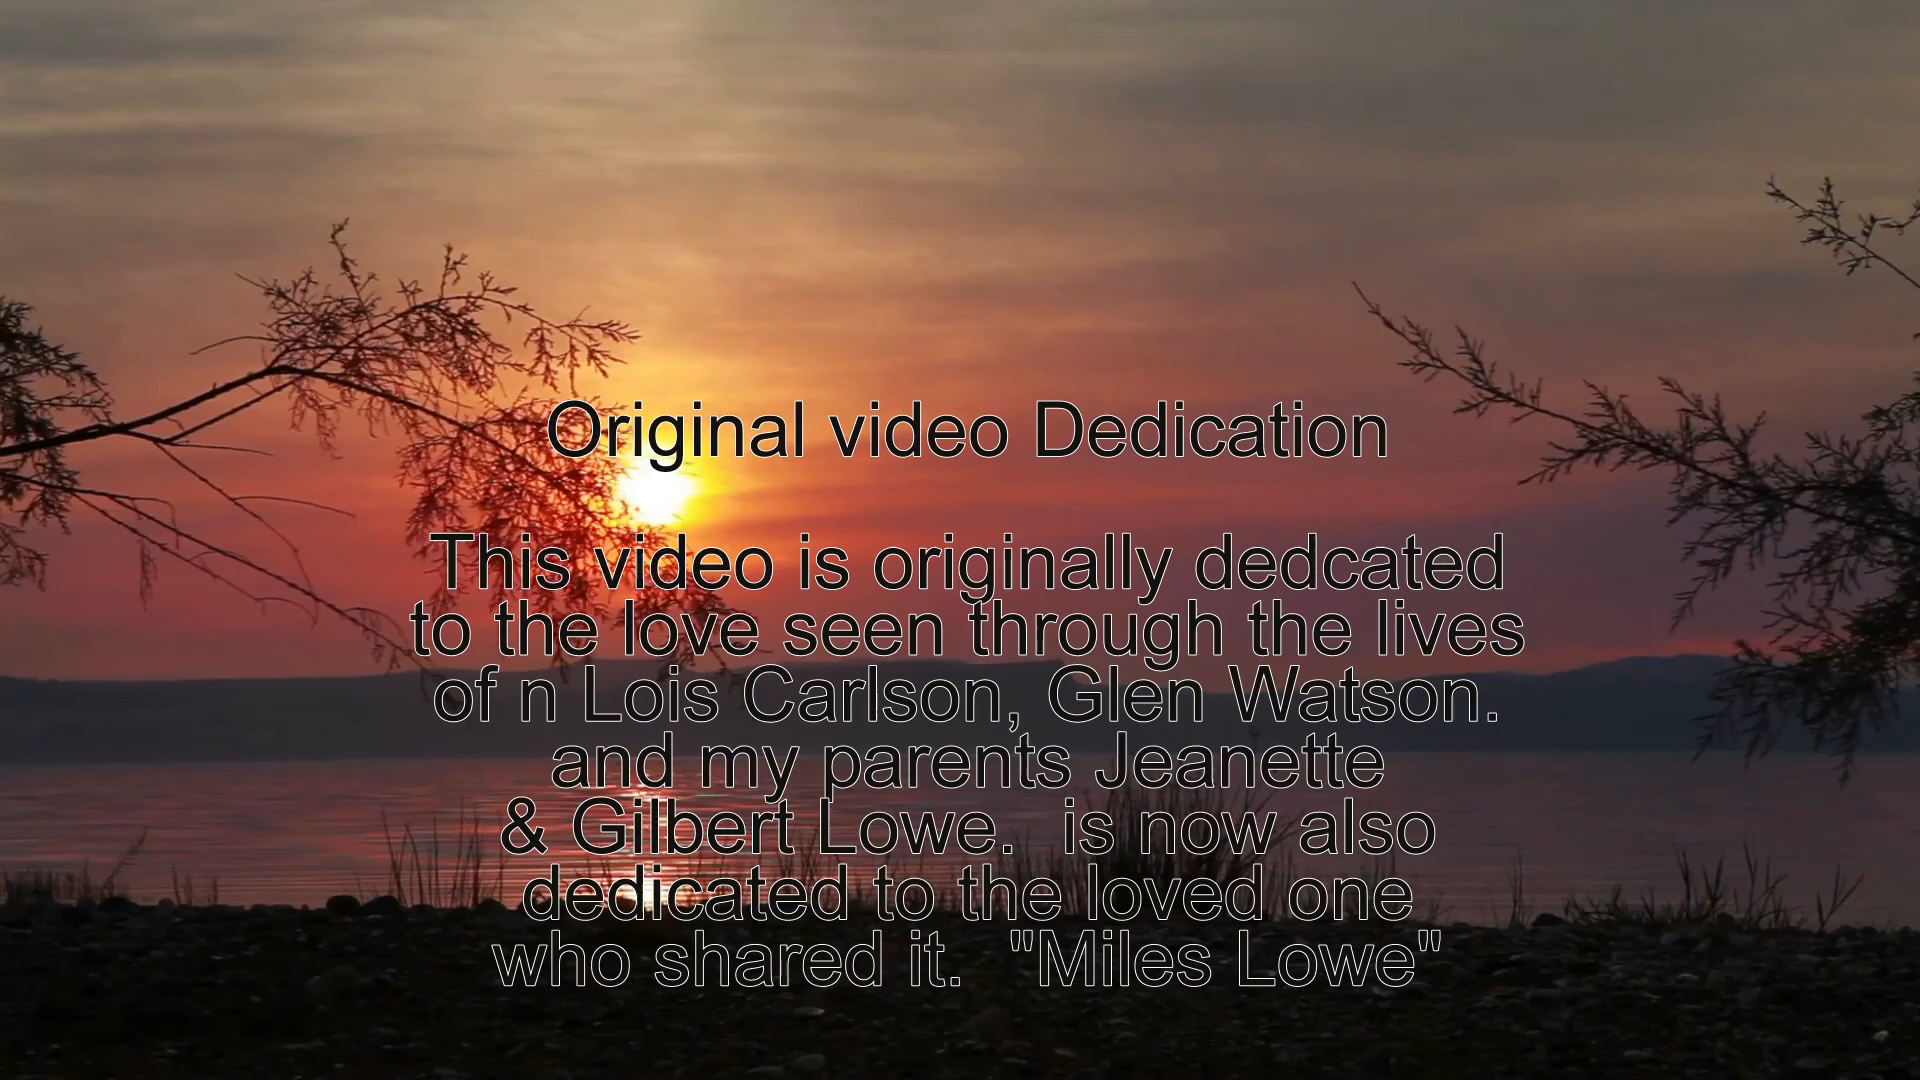 Original video Dedication
This video is originally dedcated
to the love seen through the lives
of n Lois Carlson, Glen Watson.
and my parents Jeanette
& Gilbert Lowe.  is now also
dedicated to the loved one
who shared it.  "Miles Lowe"